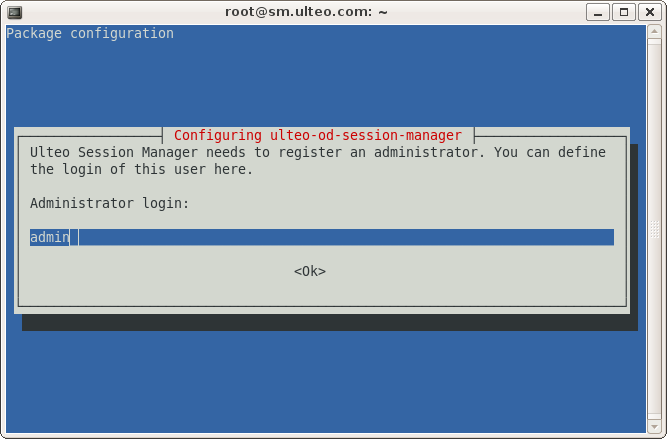 root@sm.ulteo.com: ~
Package configuration
Configuring ulteo-od-session-manager
Ulteo Session Manager needs to register an administrator. You can define
the login of this user here.
Administrator login:
admin
<Ok>